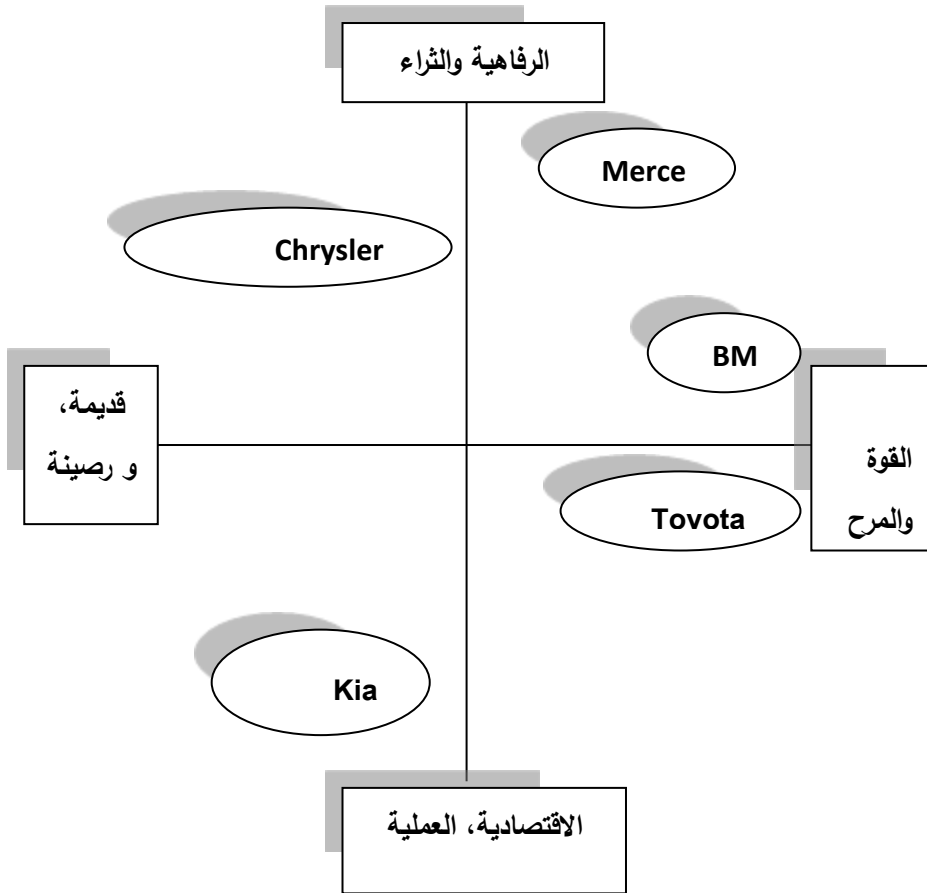 الرفاهية والثراء
Merce
Chrysler
BM
قديمة،
و رصينة
القوة
والمرح
Tovota
Kia
الاقتصادية، العملية